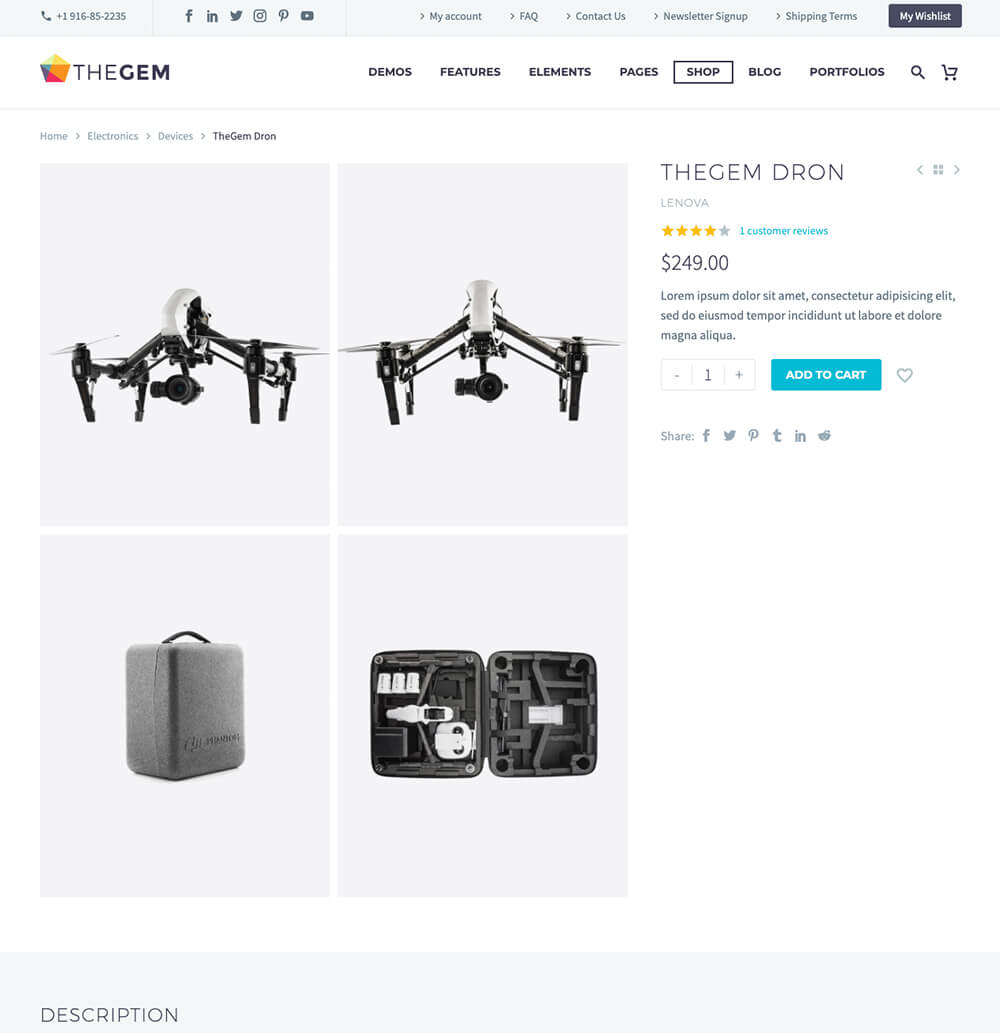 +1 916-85-2235
My account
FAQ
Contact Us
Newsletter Signup
Shipping Terms
My Wishlist
THEGEM
DEMOS
FEATURES
ELEMENTS
PAGES
SHOP
BLOG
PORTFOLIOS
Home > Electronics > Devices > TheGem Dron
THEGEM DRON
LENOVA
1 customer reviews
$249.00
Lorem ipsum dolor sit amet, consectetur adipisicing elit,
sed do eiusmod tempor incididunt ut labore et dolore
magna aliqua.
- 1 +
ADD TO CART
Share:
PHANTOM
DESCRIPTION